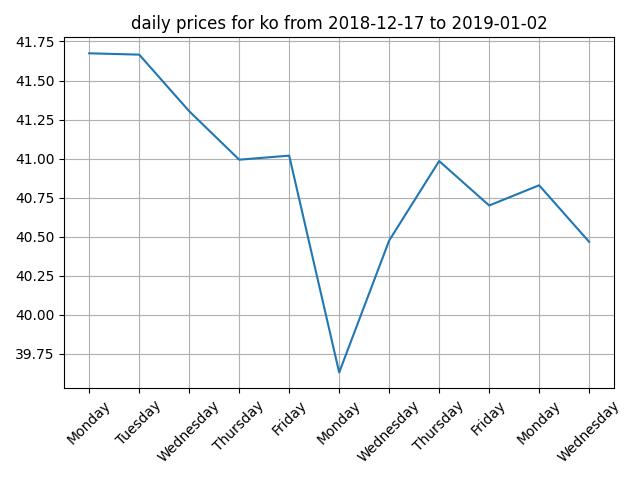 daily prices for ko from 2018-12-17 to 2019-01-02
41.75
41.50
41.25
41.00
40.75
40.50
40.25
40.00
39.75
Monday
Tuesday
Wednesday
Thursday
Friday
Monday
Wednesday
Thursday
Friday
Monday
Wednesday